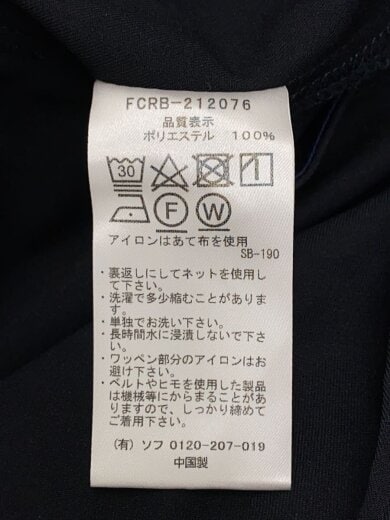 FCRB-212076
品質表示
ポリエステル 100%
30
F W
アイロンはあて布を使用
SB-190
・裏返しにしてネットを使用し
て下さい。
・洗濯で多少縮むことがありま
す。
・単独でお洗い下さい。
・長時間水に浸漬しないで下さ
い。
・ワッペン部分のアイロンはお
避け下さい。
・ベルトやヒモを使用した製品
は機械等にからまることがあ
りますので、しっかり締めて
ご着用下さい。
(有) ソフ 0120-207-019
中国製